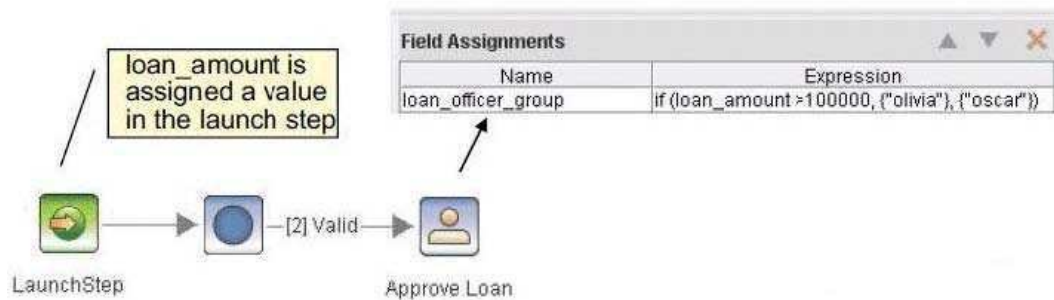 loan_amount is
assigned a value
in the launch step
Field Assignments
Name Expression
loan_officer_group if (loan_amount >100000, {"olivia"}, {"oscar"})
[2] Valid
LaunchStep
Approve Loan